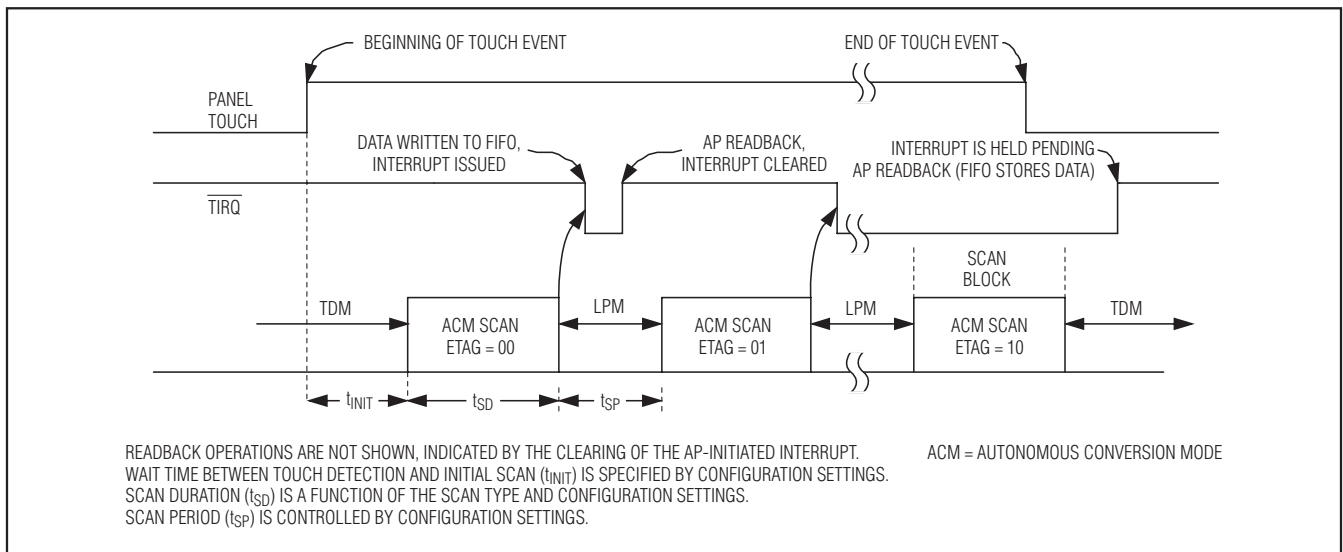 BEGINNING OF TOUCH EVENT
END OF TOUCH EVENT
PANEL
TOUCH
DATA WRITTEN TO FIFO,
INTERRUPT ISSUED
AP READBACK,
INTERRUPT CLEARED
INTERRUPT IS HELD PENDING
AP READBACK (FIFO STORES DATA)
TIRQ
SCAN
BLOCK
TDM
ACM SCAN
ETAG = 00
LPM
ACM SCAN
ETAG = 01
LPM
ACM SCAN
ETAG = 10
TDM
tINIT
tSD
tSP
READBACK OPERATIONS ARE NOT SHOWN, INDICATED BY THE CLEARING OF THE AP-INITIATED INTERRUPT.
ACM = AUTONOMOUS CONVERSION MODE
WAIT TIME BETWEEN TOUCH DETECTION AND INITIAL SCAN (tINIT) IS SPECIFIED BY CONFIGURATION SETTINGS.
SCAN DURATION (tSD) IS A FUNCTION OF THE SCAN TYPE AND CONFIGURATION SETTINGS.
SCAN PERIOD (tSP) IS CONTROLLED BY CONFIGURATION SETTINGS.